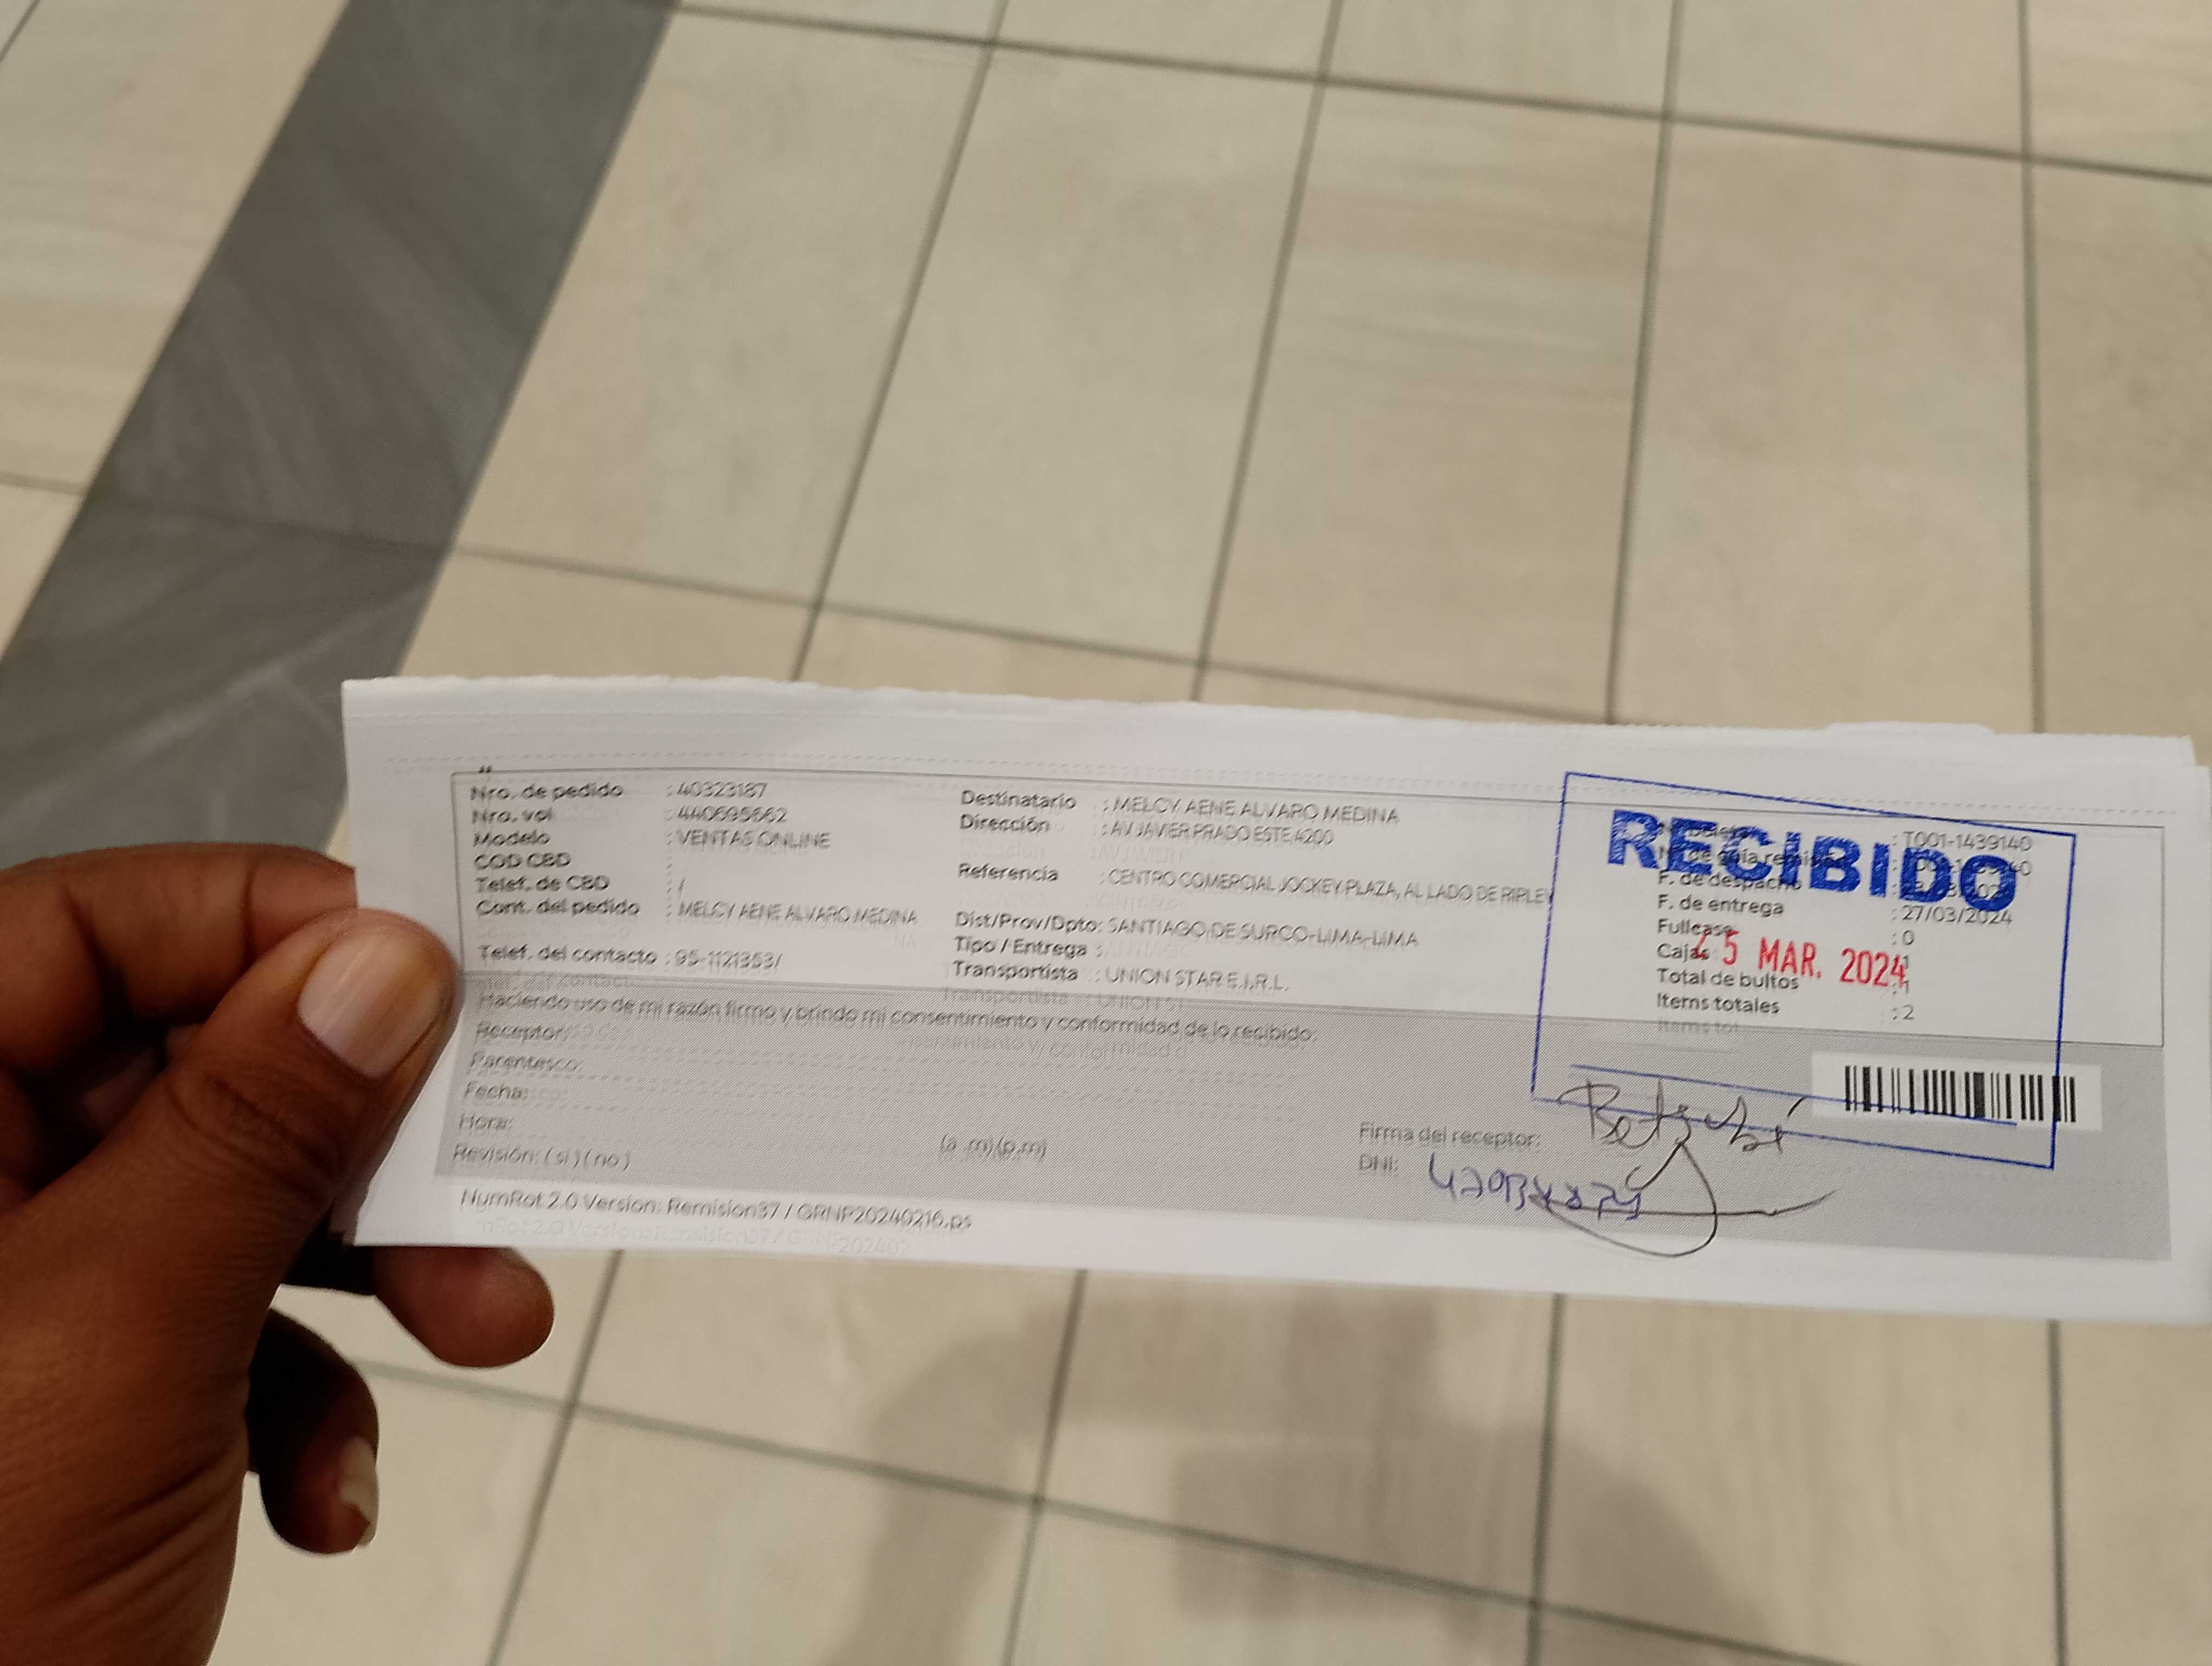 Nro. de pedido : 40323187
Nro. vol : 440695662
Modelo : VENTAS ONLINE
COD CBD :
Telef. de CBD : /
Cont. del pedido : MELCY AENE ALVARO MEDINA
Telef. del contacto : 95-1121353/
Destinatario : MELCY AENE ALVARO MEDINA
Dirección : AV JAVIER PRADO ESTE 4200
Referencia : CENTRO COMERCIAL JOCKEY PLAZA, AL LADO DE RIPLEY
Dist/Prov/Dpto: SANTIAGO DE SURCO-LIMA-LIMA
Tipo / Entrega :
Transportista : UNION STAR E.I.R.L.
RECIBIDO
: T001-1439140
F. de despacho
F. de entrega : 27/03/2024
Fullcase : 0
Cajas
5 MAR. 2024
Total de bultos : 1
Items totales : 2
Haciendo uso de mi razón firmo y brindo mi consentimiento y conformidad de lo recibido:
Receptor:
Parentesco:
Fecha:
Hora: (a.m)(p.m)
Revisión: ( si ) ( no )
Firma del receptor:
DNI:
NumRot 2.0 Version: Remision37 / GRNP20240216.ps